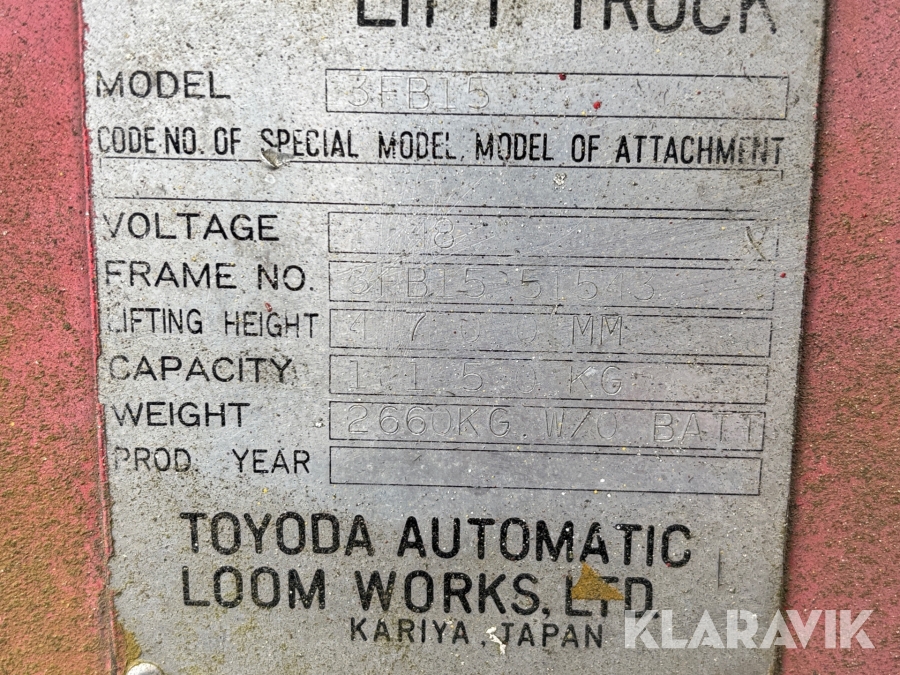 LIFT TRUCK
MODEL 3FB15
CODE NO. OF SPECIAL MODEL. MODEL OF ATTACHMENT
VOLTAGE 48 V
FRAME NO. 3FB15 51543
LIFTING HEIGHT MM
CAPACITY KG
WEIGHT 2660KG W/O BATT
PROD. YEAR
TOYODA AUTOMATIC
LOOM WORKS, LTD
KARIYA, JAPAN
KLARAVIK